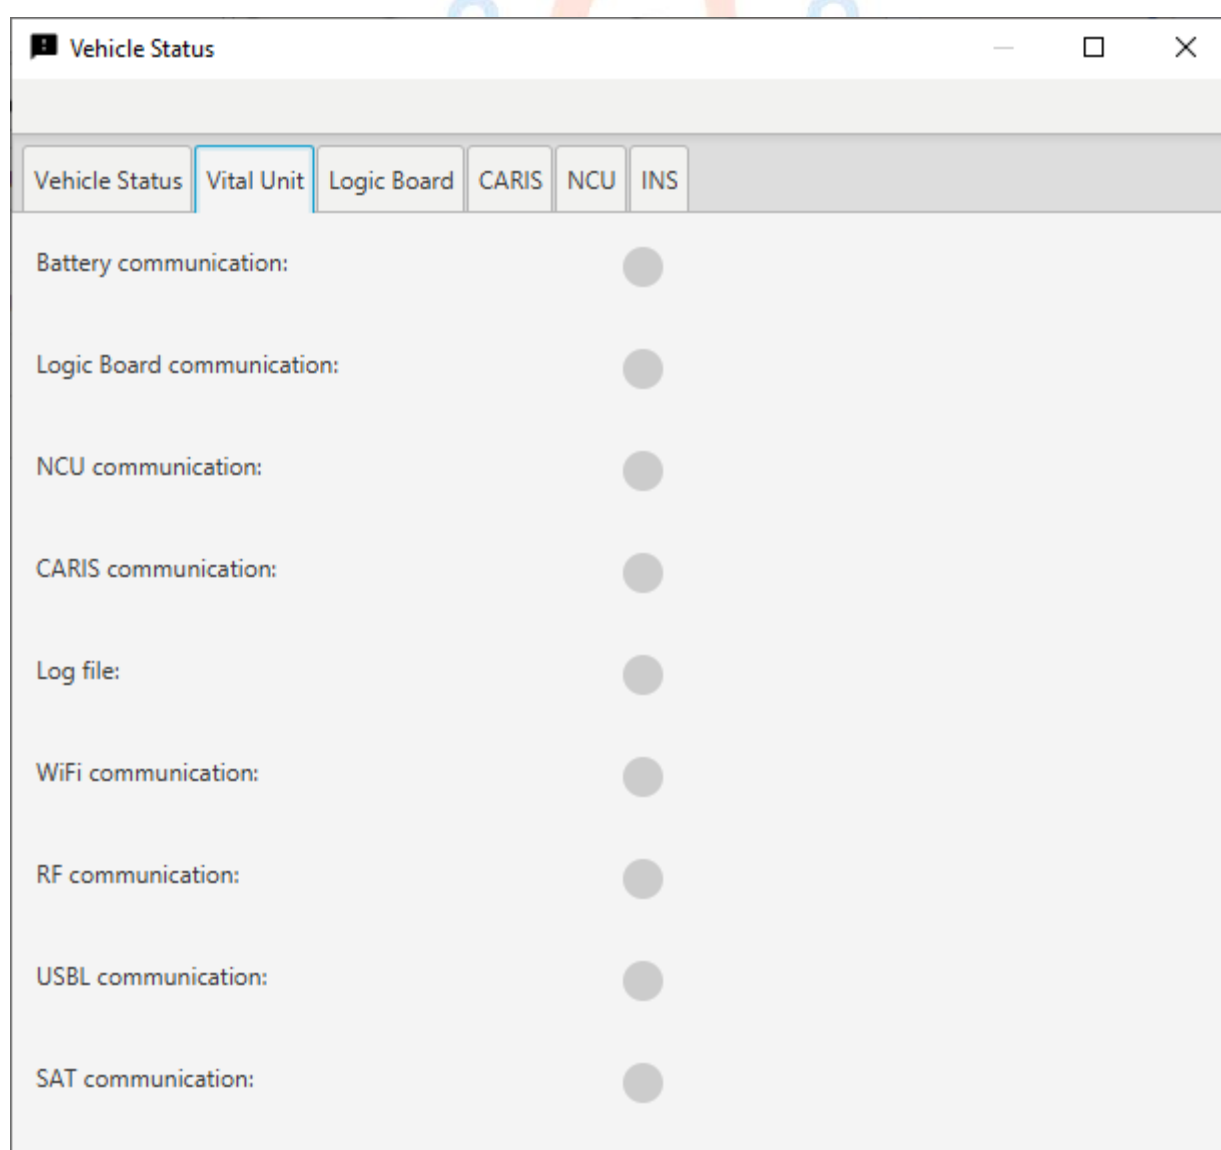 Vehicle Status
Vehicle Status Vital Unit Logic Board CARIS NCU INS
Battery communication:
Logic Board communication:
NCU communication:
CARIS communication:
Log file:
WiFi communication:
RF communication:
USBL communication:
SAT communication: